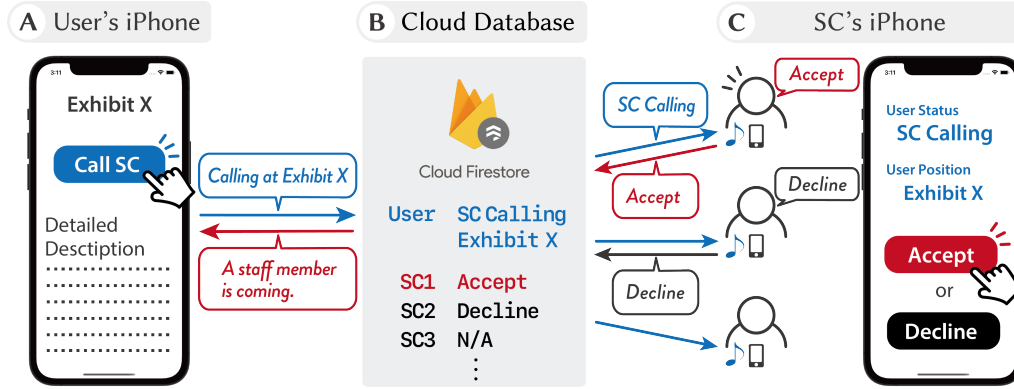 A User's iPhone
3:11
Exhibit X
Call SC
Detailed
Desctiption
Calling at Exhibit X
A staff member
is coming.
B Cloud Database
Cloud Firestore
User SC Calling
Exhibit X
SC1 Accept
SC2 Decline
SC3 N/A
C SC's iPhone
SC Calling
Accept
Accept
Decline
Decline
3:11
User Status
SC Calling
User Position
Exhibit X
Accept
or
Decline